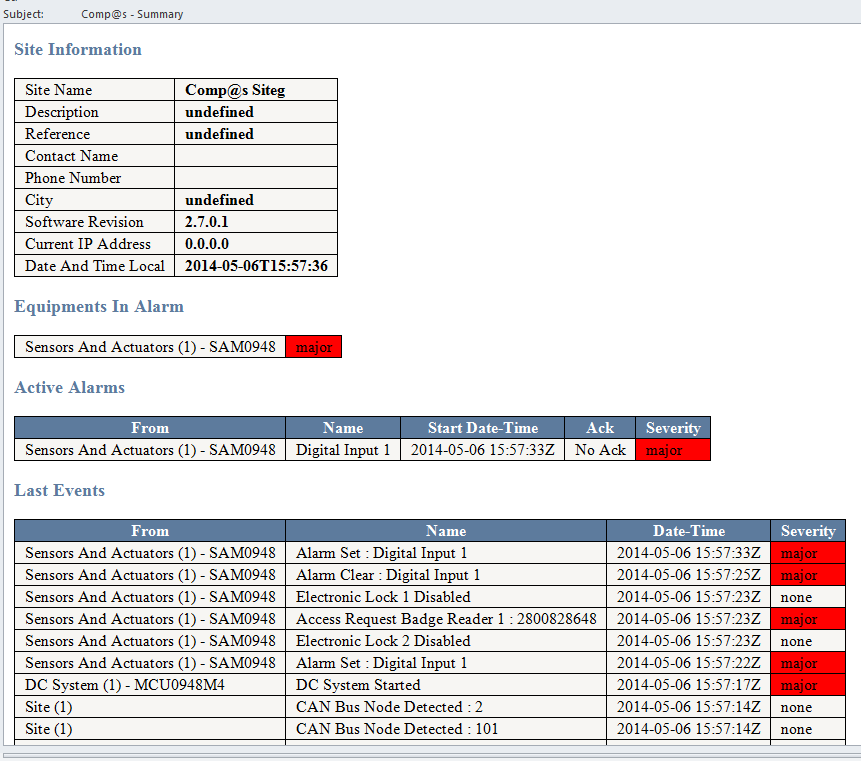 Subject: Comp@s - Summary
Site Information
Site Name Comp@s Siteg
Description undefined
Reference undefined
Contact Name
Phone Number
City undefined
Software Revision 2.7.0.1
Current IP Address 0.0.0.0
Date And Time Local 2014-05-06T15:57:36
Equipments In Alarm
Sensors And Actuators (1) - SAM0948 major
Active Alarms
From Name Start Date-Time Ack Severity
Sensors And Actuators (1) - SAM0948 Digital Input 1 2014-05-06 15:57:33Z No Ack major
Last Events
From Name Date-Time Severity
Sensors And Actuators (1) - SAM0948 Alarm Set : Digital Input 1 2014-05-06 15:57:33Z major
Sensors And Actuators (1) - SAM0948 Alarm Clear : Digital Input 1 2014-05-06 15:57:25Z major
Sensors And Actuators (1) - SAM0948 Electronic Lock 1 Disabled 2014-05-06 15:57:23Z none
Sensors And Actuators (1) - SAM0948 Access Request Badge Reader 1 : 2800828648 2014-05-06 15:57:23Z major
Sensors And Actuators (1) - SAM0948 Electronic Lock 2 Disabled 2014-05-06 15:57:23Z none
Sensors And Actuators (1) - SAM0948 Alarm Set : Digital Input 1 2014-05-06 15:57:22Z major
DC System (1) - MCU0948M4 DC System Started 2014-05-06 15:57:17Z major
Site (1) CAN Bus Node Detected : 2 2014-05-06 15:57:14Z none
Site (1) CAN Bus Node Detected : 101 2014-05-06 15:57:14Z none